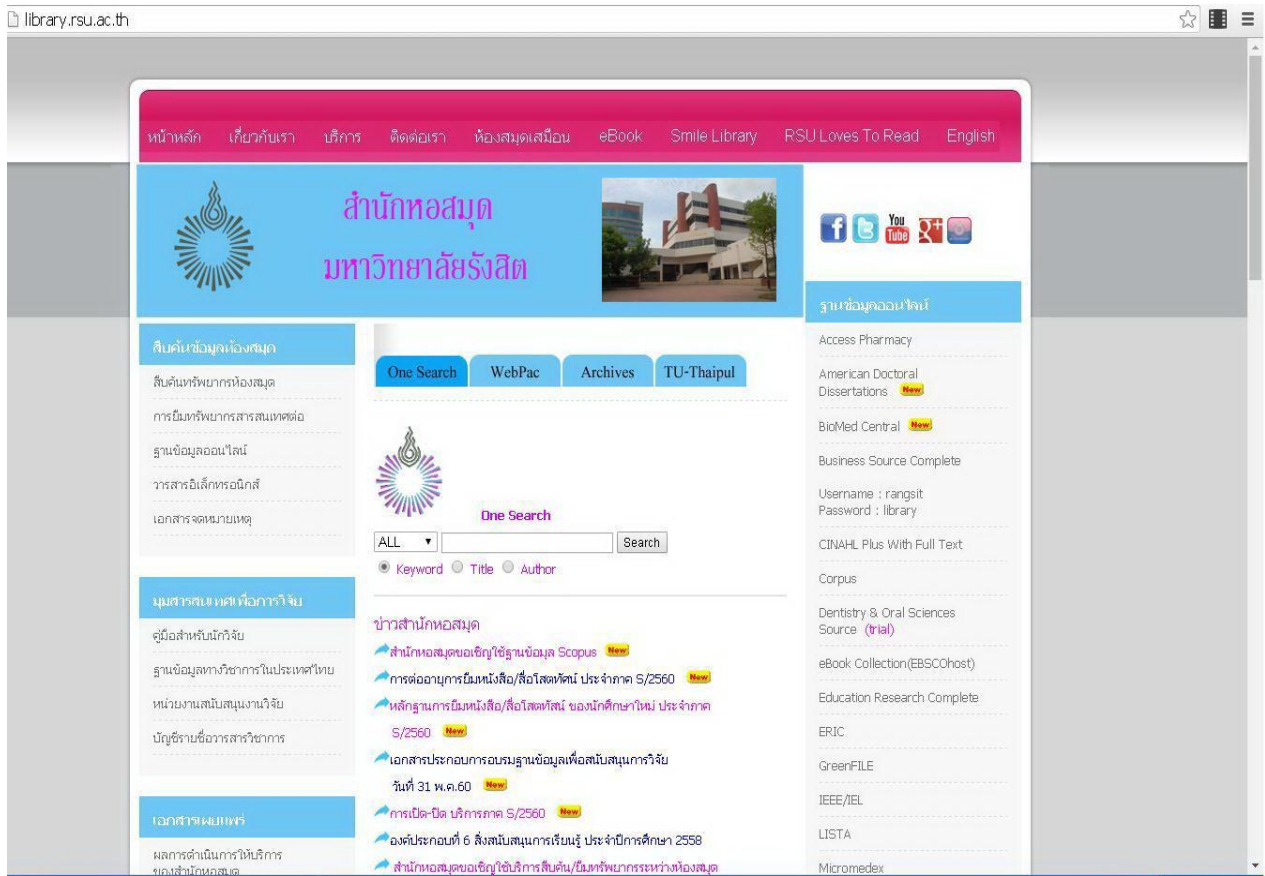 library.rsu.ac.th
หน้าหลัก เกี่ยวกับเรา บริการ ติดต่อเรา ห้องสมุดเสมือน eBook Smile Library RSU Loves To Read English
สำนักหอสมุด
มหาวิทยาลัยรังสิต
You
Tube
สืบค้นข้อมูลห้องสมุด
สืบค้นทรัพยากรห้องสมุด
การยืมทรัพยากรสารสนเทศต่อ
ฐานข้อมูลออนไลน์
วารสารอิเล็กทรอนิกส์
เอกสารจดหมายเหตุ
มุมสารสนเทศเพื่อการวิจัย
คู่มือสำหรับนักวิจัย
ฐานข้อมูลทางวิชาการในประเทศไทย
หน่วยงานสนับสนุนงานวิจัย
บัญชีรายชื่อวารสารวิชาการ
เอกสารเผยแพร่
ผลการดำเนินการให้บริการ
ของสำนักหอสมุด
One Search WebPac Archives TU-Thaipul
One Search
ALL Search
Keyword Title Author
ข่าวสำนักหอสมุด
สำนักหอสมุดขอเชิญใช้ฐานข้อมูล Scopus New
การต่ออายุการยืมหนังสือ/สื่อโสตทัศน์ ประจำภาค S/2560 New
หลักฐานการยืมหนังสือ/สื่อโสตทัสน์ ของนักศึกษาใหม่ ประจำภาค
S/2560 New
เอกสารประกอบการอบรมฐานข้อมูลเพื่อสนับสนุนการวิจัย
วันที่ 31 พ.ค.60 New
การเปิด-ปิด บริการภาค S/2560 New
องค์ประกอบที่ 6 สิ่งสนับสนุนการเรียนรู้ ประจำปีการศึกษา 2558
สำนักหอสมุดขอเชิญใช้บริการสืบค้น/ยืมทรัพยากรระหว่างห้องสมุด
ฐานข้อมูลออนไลน์
Access Pharmacy
American Doctoral
Dissertations New
BioMed Central New
Business Source Complete
Username : rangsit
Password : library
CINAHL Plus With Full Text
Corpus
Dentistry & Oral Sciences
Source (trial)
eBook Collection(EBSCOhost)
Education Research Complete
ERIC
GreenFILE
IEEE/IEL
LISTA
Micromedex